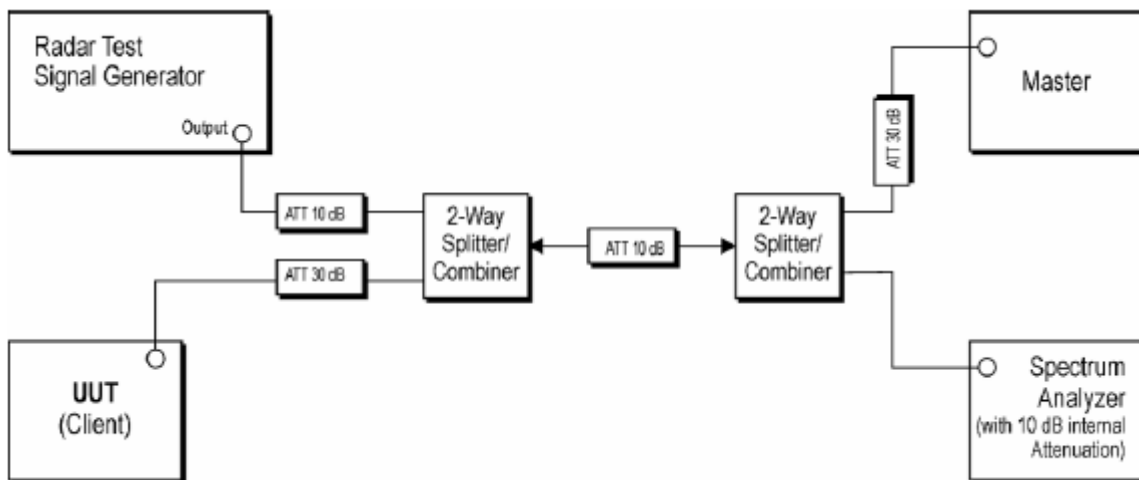 Radar Test
Signal Generator
Output
ATT 10 dB
ATT 30 dB
UUT
(Client)
2-Way
Splitter/
Combiner
ATT 10 dB
2-Way
Splitter/
Combiner
ATT 30 dB
Master
Spectrum
Analyzer
(with 10 dB internal
Attenuation)